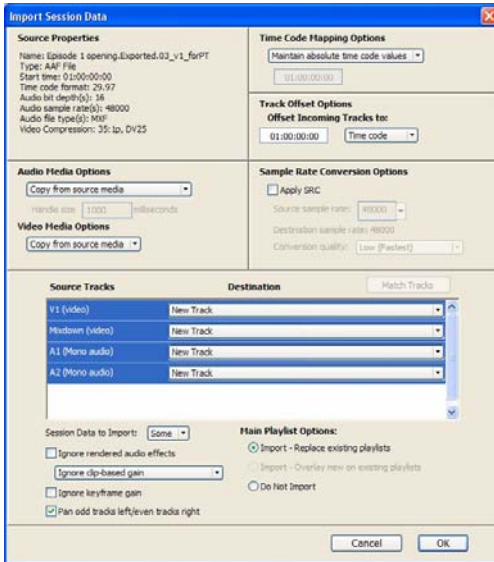 Import Session Data
Source Properties
Name: Episode 1 opening.Exported.03_v1_forPT
Type: AAF File
Start time: 01:00:00:00
Time code format: 29.97
Audio bit depth(s): 16
Audio sample rate(s): 48000
Audio file type(s): MXF
Video Compression: 35:1p, DV25
Time Code Mapping Options
Maintain absolute time code values
01:00:00:00
Track Offset Options
Offset Incoming Tracks to:
01:00:00:00 Time code
Audio Media Options
Copy from source media
Handle size 1000 milliseconds
Video Media Options
Copy from source media
Sample Rate Conversion Options
Apply SRC
Source sample rate: 48000
Destination sample rate: 48000
Conversion quality: Low (Fastest)
Source Tracks Destination Match Tracks
V1 (video) New Track
Mixdown (video) New Track
A1 (Mono audio) New Track
A2 (Mono audio) New Track
Session Data to Import: Some
Ignore rendered audio effects
Ignore clip-based gain
Ignore keyframe gain
Pan odd tracks left/even tracks right
Main Playlist Options:
Import - Replace existing playlists
Import - Overlay new on existing playlists
Do Not Import
Cancel OK